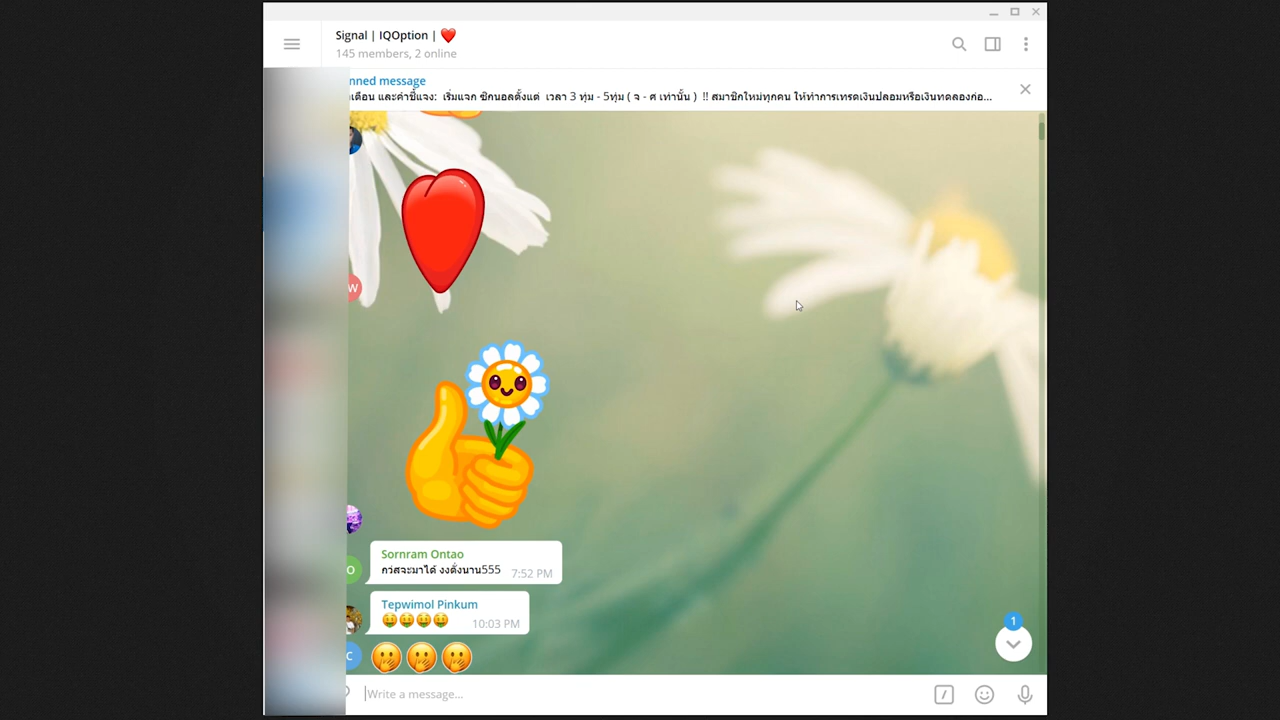 Signal | IQOption | ❤️
145 members, 2 online
nned message
เตือน และคำชี้แจง: เริ่มแจก ซิกนอลตั้งแต่ เวลา 3 ทุ่ม - 5ทุ่ม ( จ - ศ เท่านั้น ) !! สมาชิกใหม่ทุกคน ให้ทำการเทรดเงินปลอมหรือเงินทดลองก่อ...
W
O
Sornram Ontao
กว่สจะมาได้ งงตั่งนาน555 7:52 PM
Tepwimol Pinkum
10:03 PM
C
1
Write a message...